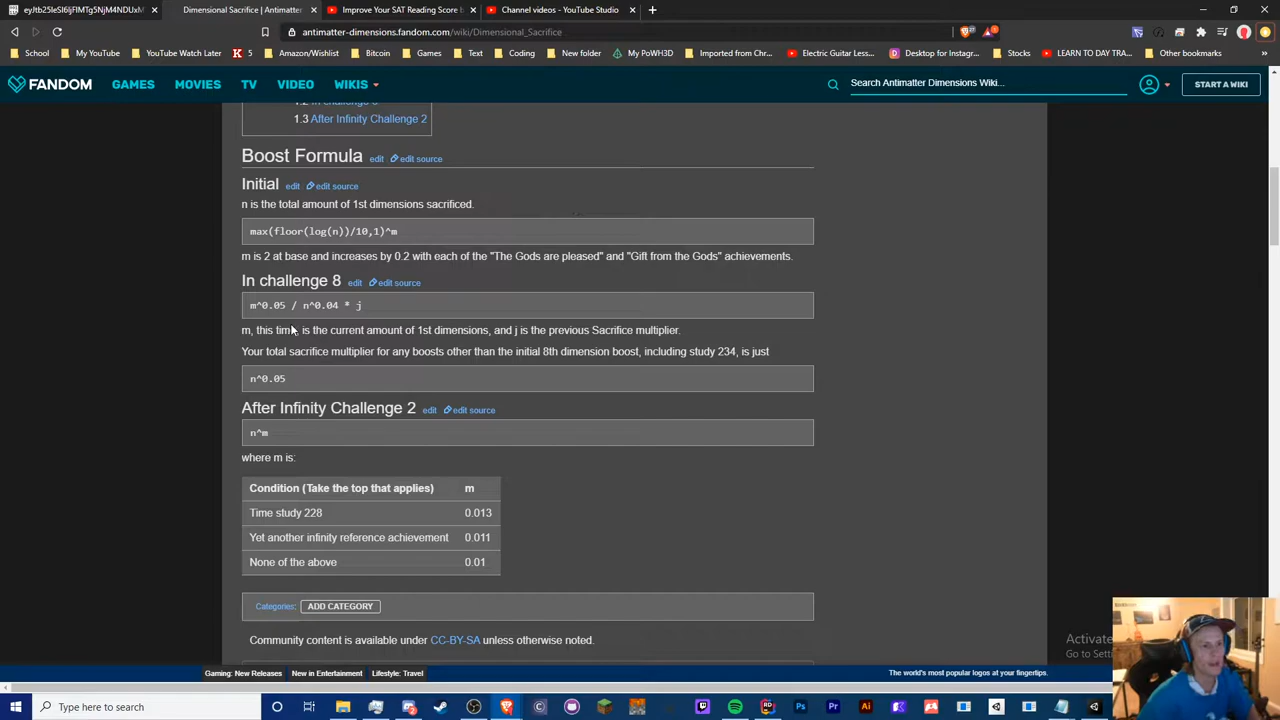 eyJtb25leSI6IjFlMTg5NjM4NDUxM
Dimensional Sacrifice | Antimatter
Improve Your SAT Reading Score b
Channel videos - YouTube Studio
antimatter-dimensions.fandom.com/wiki/Dimensional_Sacrifice
School My YouTube YouTube Watch Later 5 Amazon/Wishlist Bitcoin Games Text Coding New folder My PoWH3D Imported from Chr... Electric Guitar Less... Desktop for Instagr... Stocks LEARN TO DAY TRA... Other bookmarks
FANDOM GAMES MOVIES TV VIDEO WIKIS Search Antimatter Dimensions Wiki... START A WIKI
1.2 In challenge 8
1.3 After Infinity Challenge 2
Boost Formula edit edit source
Initial edit edit source
n is the total amount of 1st dimensions sacrificed.
max(floor(log(n))/10,1)^m
m is 2 at base and increases by 0.2 with each of the "The Gods are pleased" and "Gift from the Gods" achievements.
In challenge 8 edit edit source
m^0.05 / n^0.04 * j
m, this time, is the current amount of 1st dimensions, and j is the previous Sacrifice multiplier.
Your total sacrifice multiplier for any boosts other than the initial 8th dimension boost, including study 234, is just
n^0.05
After Infinity Challenge 2 edit edit source
n^m
where m is:
Condition (Take the top that applies) m
Time study 228 0.013
Yet another infinity reference achievement 0.011
None of the above 0.01
Categories: ADD CATEGORY
Community content is available under CC-BY-SA unless otherwise noted.
Activate
Go to Setti
Gaming: New Releases New in Entertainment Lifestyle: Travel The world's most popular logos at your fingertips.
Type here to search